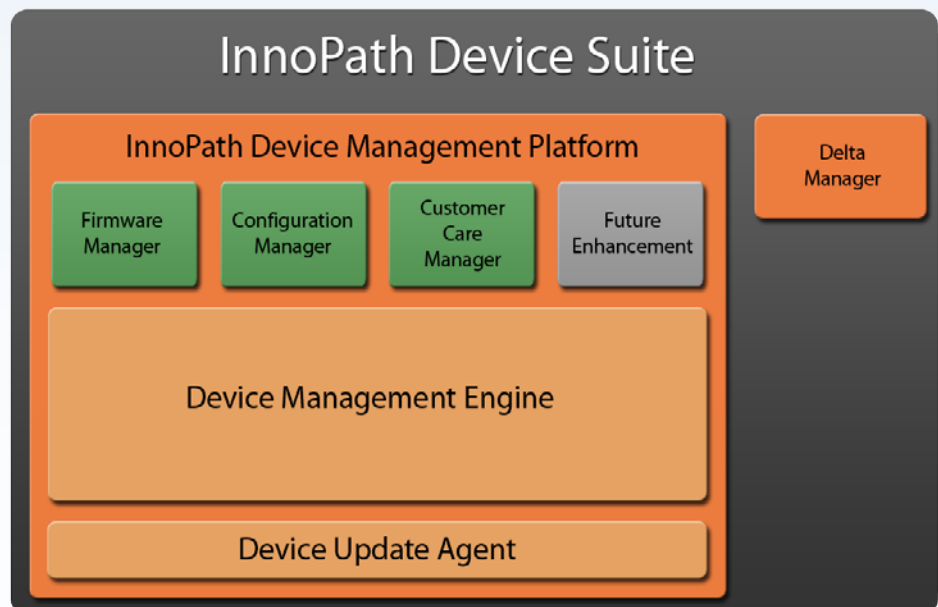 InnoPath Device Suite
InnoPath Device Management Platform
Firmware
Manager
Configuration
Manager
Customer
Care
Manager
Future
Enhancement
Device Management Engine
Device Update Agent
Delta
Manager